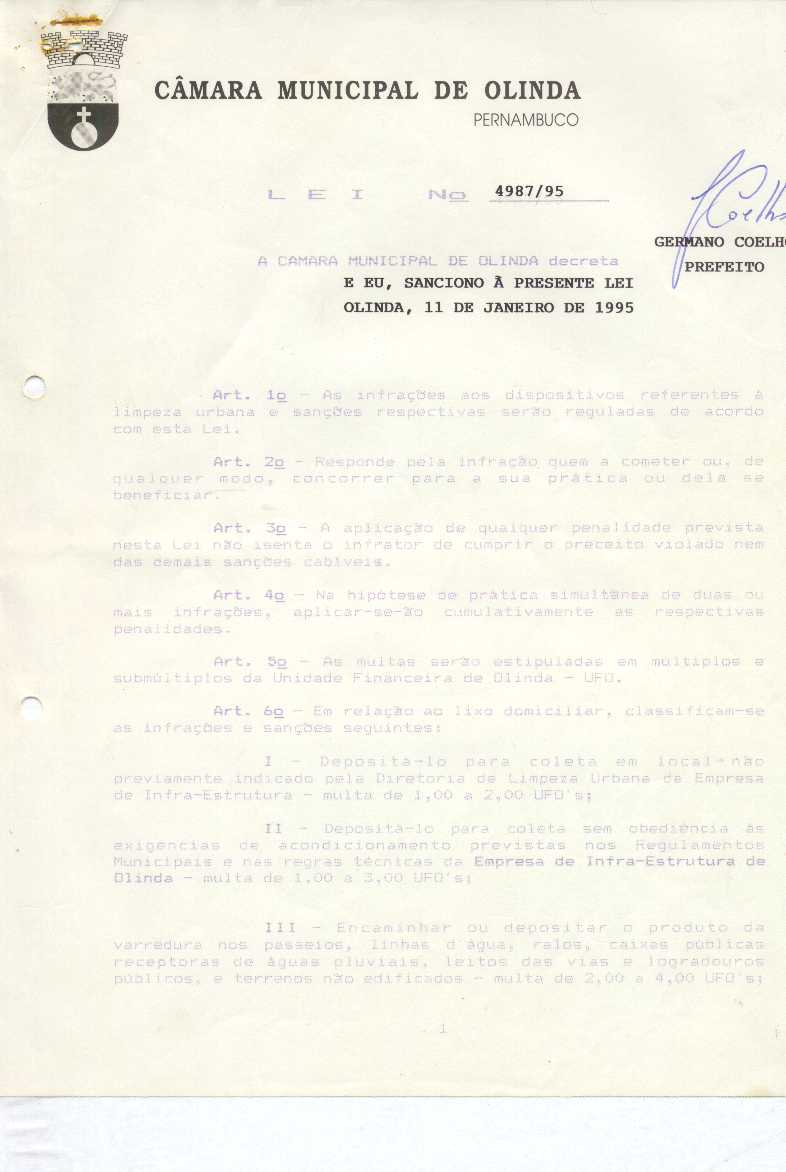 CÂMARA MUNICIPAL DE OLINDA
PERNAMBUCO
L E I No 4987/95
GERMANO COELHO
PREFEITO
A CAMARA MUNICIPAL DE OLINDA decreta
E EU, SANCIONO À PRESENTE LEI
OLINDA, 11 DE JANEIRO DE 1995
Art. 1o - As infrações aos dispositivos referentes à
limpeza urbana e sanções respectivas serão reguladas de acordo
com esta Lei.
Art. 2o - Responde pela infração quem a cometer ou, de
qualquer modo, concorrer para a sua prática ou dela se
beneficiar.
Art. 3o - A aplicação de qualquer penalidade prevista
nesta Lei não isenta o infrator de cumprir o preceito violado nem
das demais sanções cabíveis.
Art. 4o - Na hipótese de prática simultânea de duas ou
mais infrações, aplicar-se-ão cumulativamente as respectivas
penalidades.
Art. 5o - As multas serão estipuladas em múltiplos e
submúltiplos da Unidade Financeira de Olinda - UFO.
Art. 6o - Em relação ao lixo domiciliar, classificam-se
as infrações e sanções seguintes:
I - Depositá-lo para coleta em local não
previamente indicado pela Diretoria de Limpeza Urbana da Empresa
de Infra-Estrutura - multa de 1,00 a 2,00 UFO's;
II - Depositá-lo para coleta sem obediência às
exigências de acondicionamento previstas nos Regulamentos
Municipais e nas regras técnicas da Empresa de Infra-Estrutura de
Olinda - multa de 1,00 a 3,00 UFO's;
III - Encaminhar ou depositar o produto da
varredura nos passeios, linhas d'água, ralos, caixas públicas
receptoras de águas pluviais, leitos das vias e logradouros
públicos, e terrenos não edificados - multa de 2,00 a 4,00 UFO's;
1